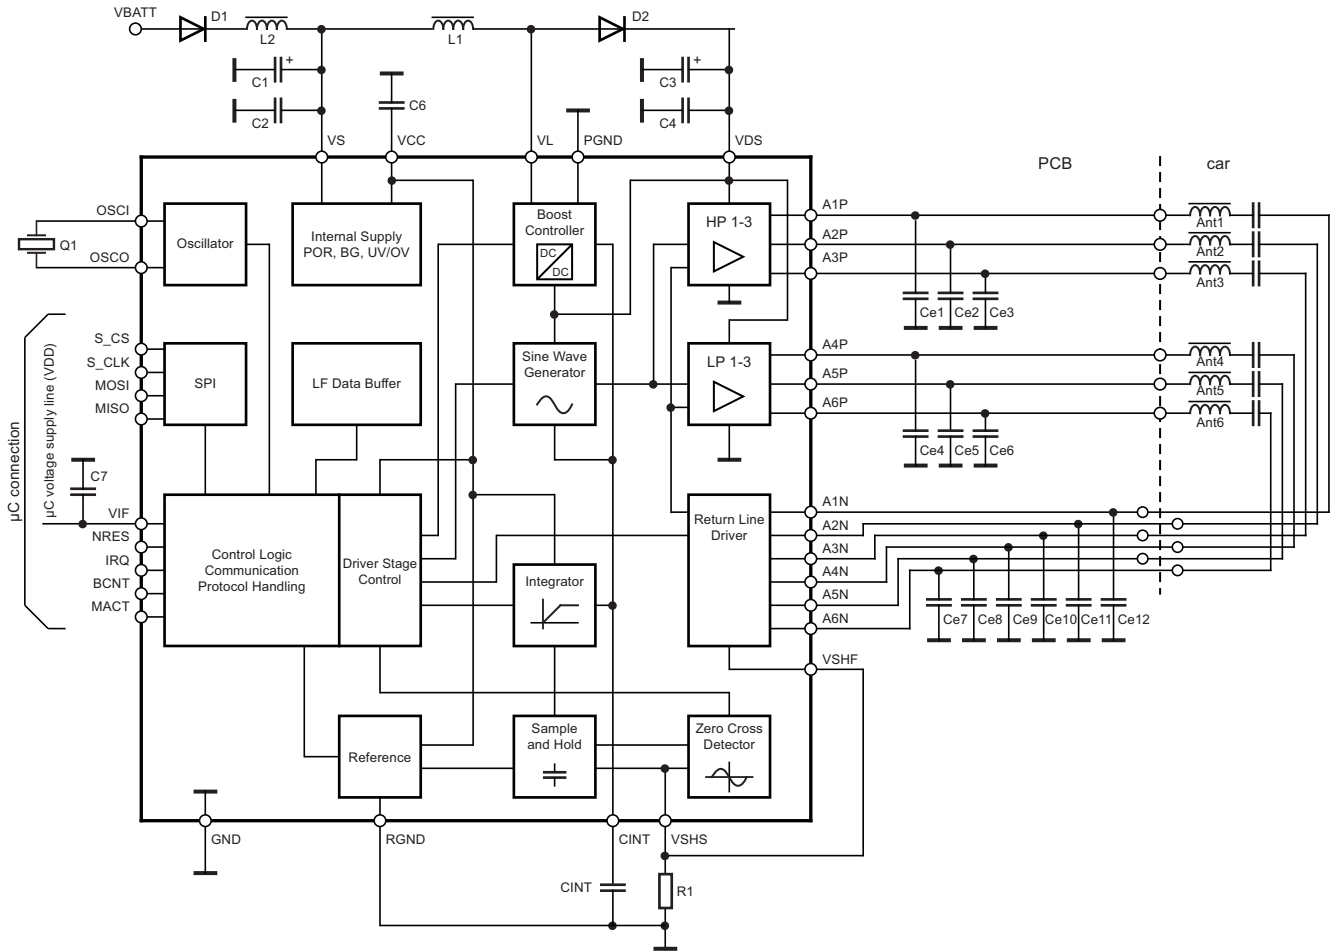 VBATT
D1
L2
L1
D2
C1
+
C2
C6
C3
+
C4
VS
VCC
VL
PGND
VDS
PCB
car
OSCI
Q1
OSCO
Oscillator
Internal Supply
POR, BG, UV/OV
Boost
Controller
DC
DC
HP 1-3
A1P
A2P
A3P
Ant1
Ant2
Ant3
Ce1
Ce2
Ce3
S_CS
S_CLK
MOSI
MISO
SPI
LF Data Buffer
Sine Wave
Generator
LP 1-3
A4P
A5P
A6P
Ant4
Ant5
Ant6
Ce4
Ce5
Ce6
µC connection
µC voltage supply line (VDD)
C7
VIF
NRES
IRQ
BCNT
MACT
Control Logic
Communication
Protocol Handling
Driver Stage
Control
Integrator
Return Line
Driver
A1N
A2N
A3N
A4N
A5N
A6N
Ce7
Ce8
Ce9
Ce10
Ce11
Ce12
VSHF
Reference
Sample
and Hold
Zero Cross
Detector
GND
RGND
CINT
VSHS
CINT
R1